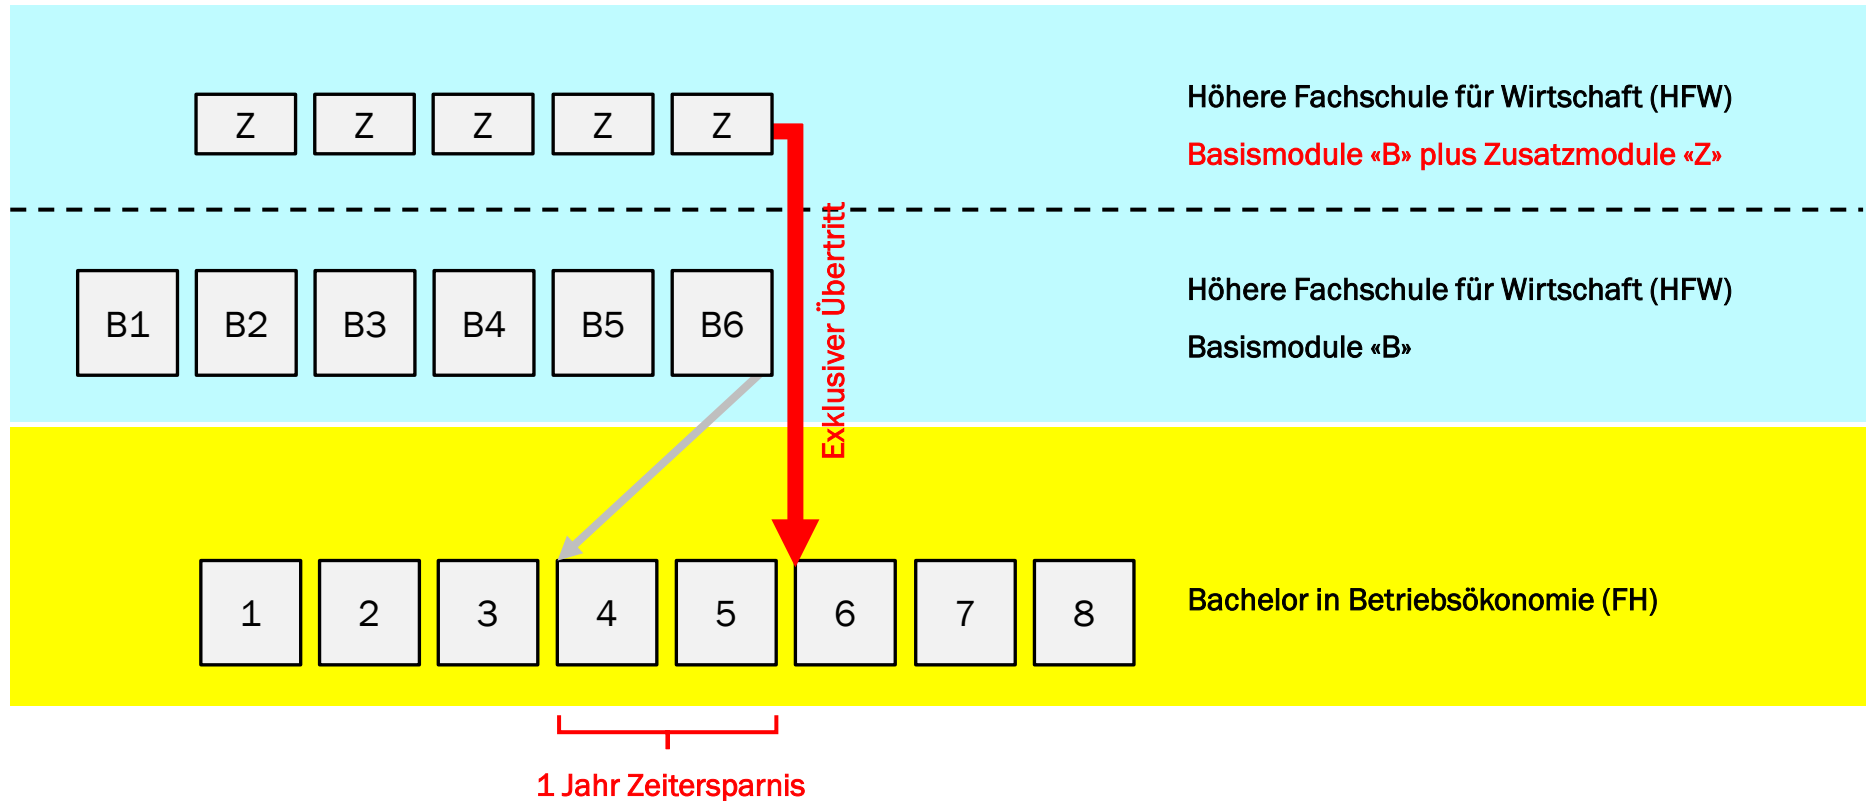 Z Z Z Z Z
Höhere Fachschule für Wirtschaft (HFW)
Basismodule «B» plus Zusatzmodule «Z»
Exklusiver Übertritt
B1 B2 B3 B4 B5 B6
Höhere Fachschule für Wirtschaft (HFW)
Basismodule «B»
1 2 3 4 5 6 7 8
Bachelor in Betriebsökonomie (FH)
1 Jahr Zeitersparnis